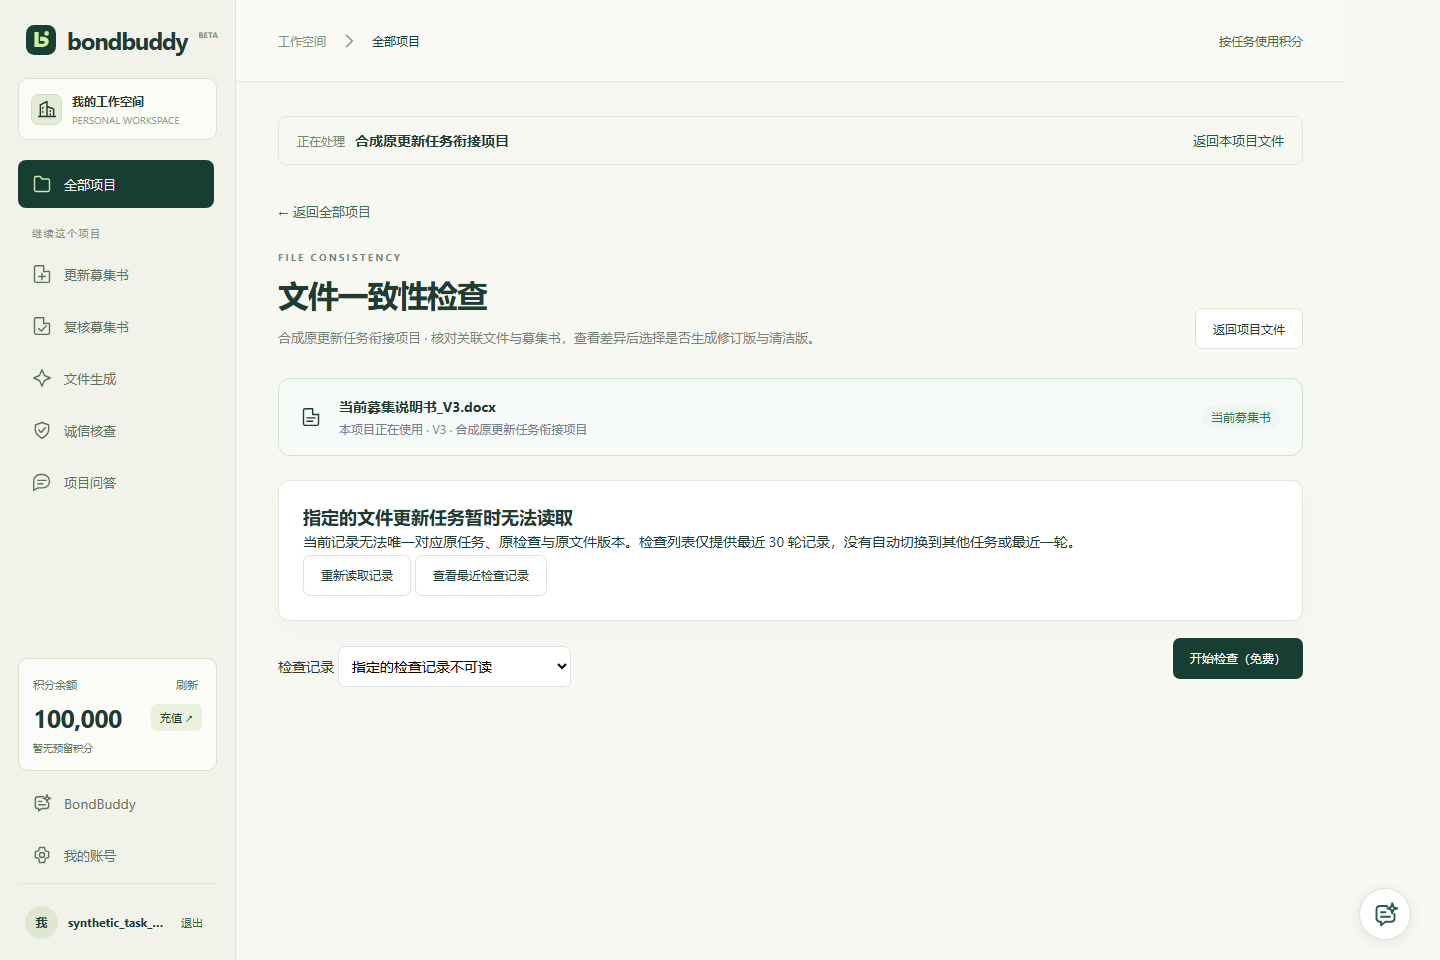 bondbuddy BETA
我的工作空间
PERSONAL WORKSPACE
全部项目
继续这个项目
更新募集书
复核募集书
文件生成
诚信核查
项目问答
积分余额 刷新
100,000 充值 ↗
暂无预留积分
BondBuddy
我的账号
我 synthetic_task_... 退出
工作空间 > 全部项目 按任务使用积分
正在处理 合成原更新任务衔接项目 返回本项目文件
← 返回全部项目
FILE CONSISTENCY
文件一致性检查
合成原更新任务衔接项目 · 核对关联文件与募集书，查看差异后选择是否生成修订版与清洁版。
返回项目文件
当前募集说明书_V3.docx
本项目正在使用 · V3 · 合成原更新任务衔接项目
当前募集书
指定的文件更新任务暂时无法读取
当前记录无法唯一对应原任务、原检查与原文件版本。检查列表仅提供最近 30 轮记录，没有自动切换到其他任务或最近一轮。
重新读取记录 查看最近检查记录
检查记录 指定的检查记录不可读
开始检查（免费）